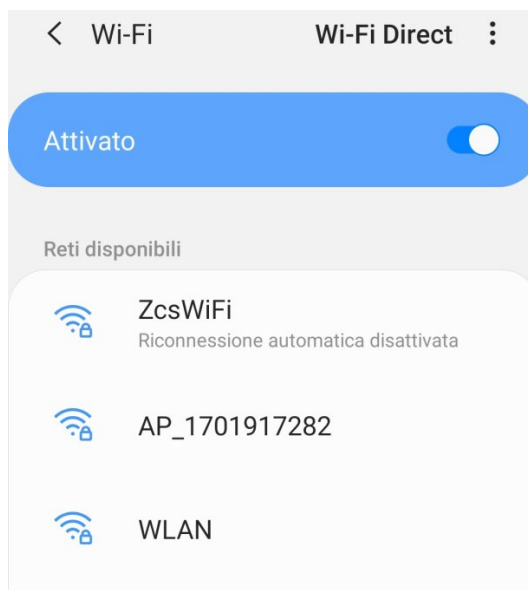 Wi-Fi Wi-Fi Direct
Attivato
Reti disponibili
ZcsWiFi
Riconnessione automatica disattivata
AP_1701917282
WLAN